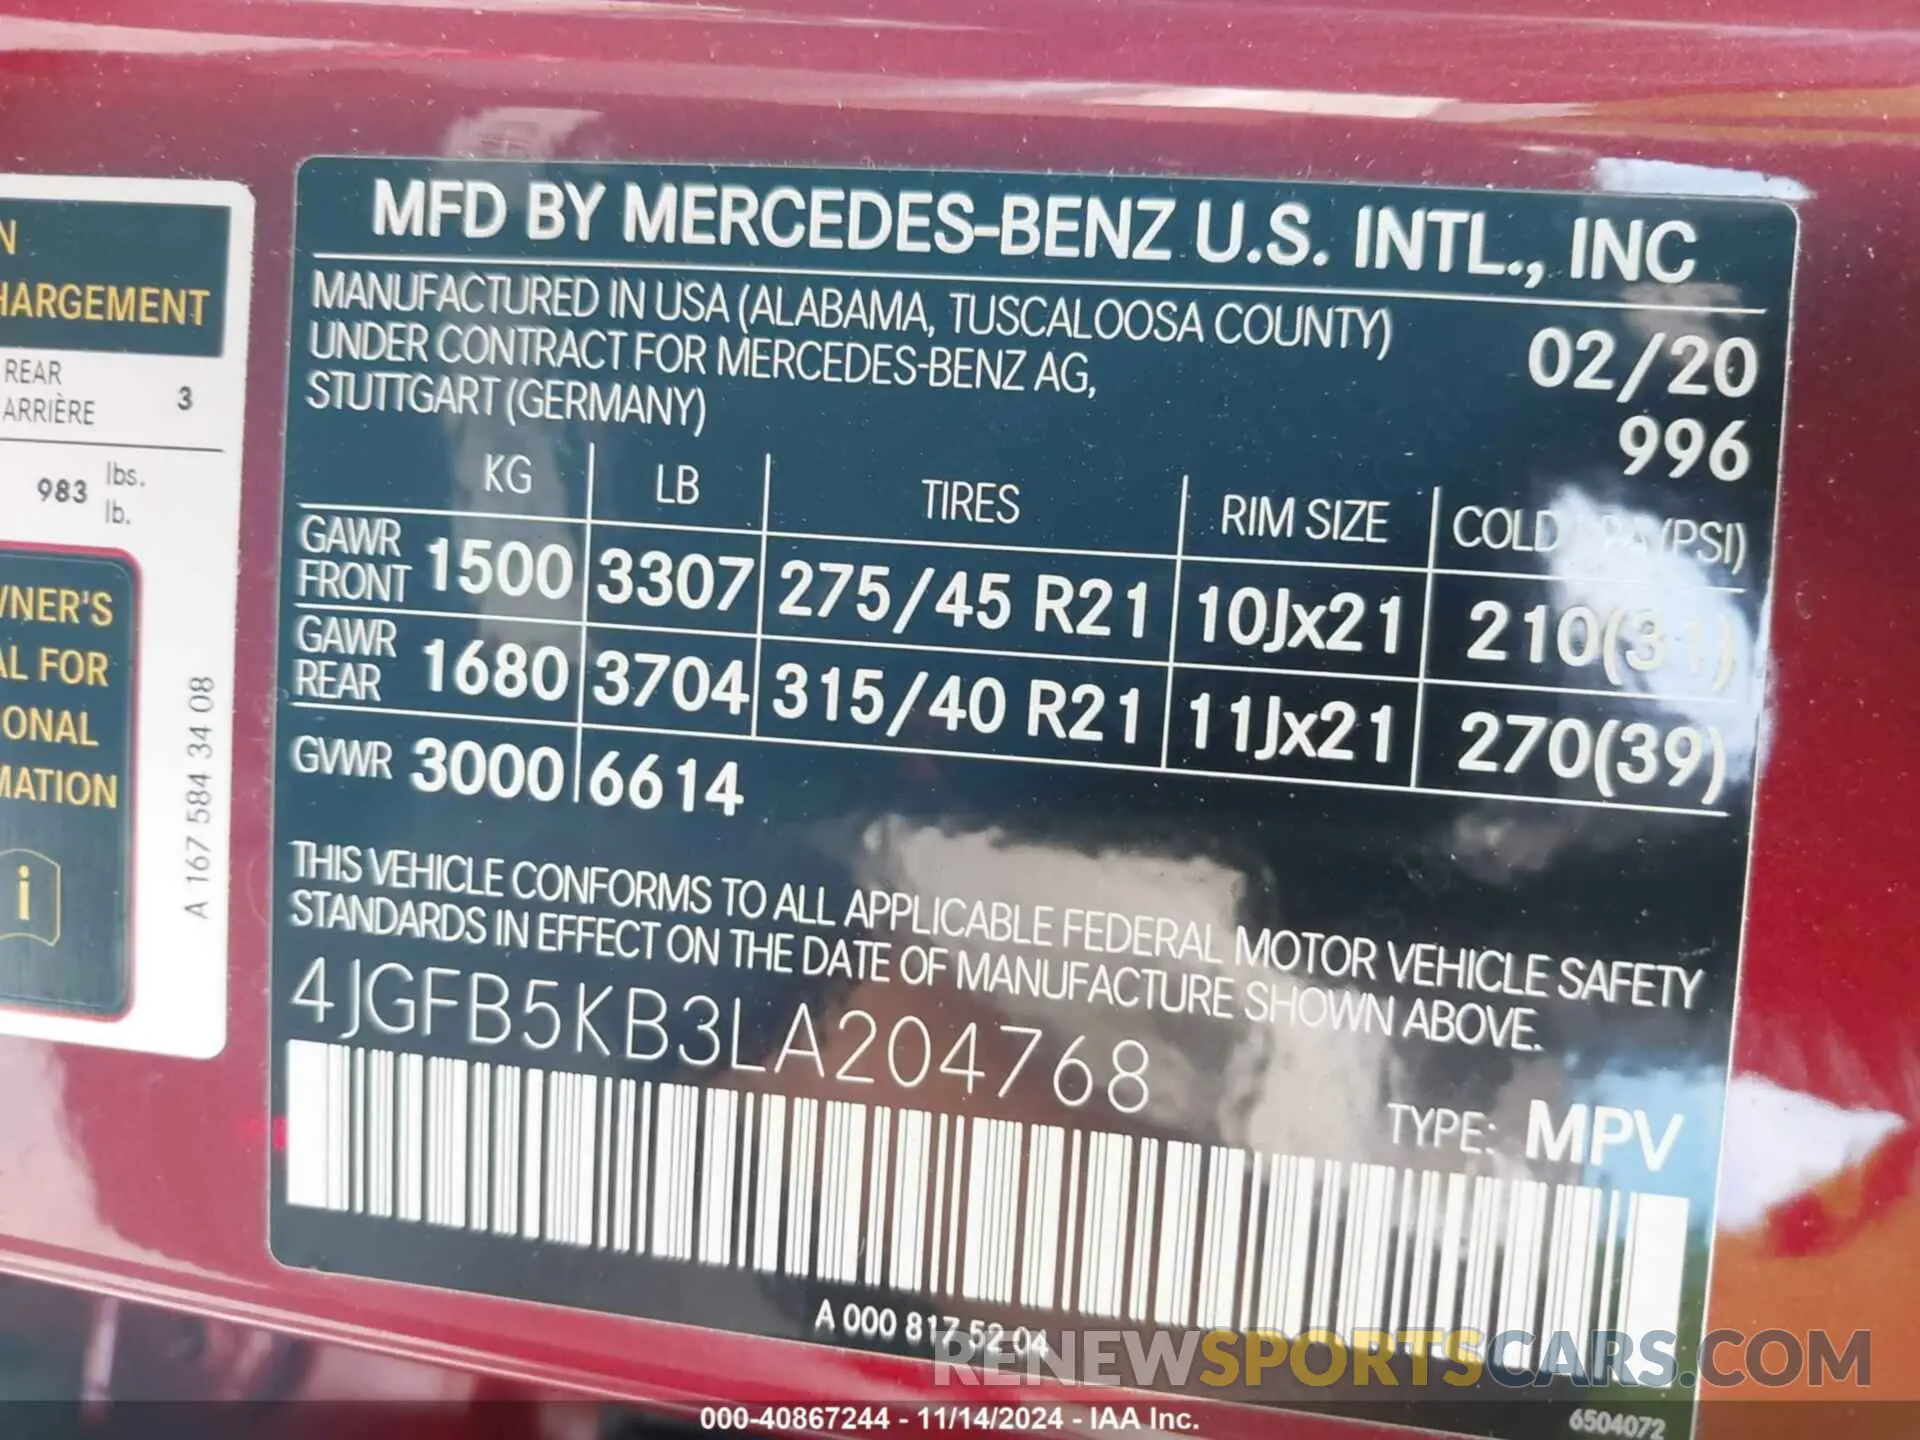 N
HARGEMENT
REAR
ARRIÈRE 3
983 lbs.
lb.
WNER'S
AL FOR
IONAL
MATION
i
A 167 584 34 08
MFD BY MERCEDES-BENZ U.S. INTL., INC
MANUFACTURED IN USA (ALABAMA, TUSCALOOSA COUNTY)
UNDER CONTRACT FOR MERCEDES-BENZ AG,
STUTTGART (GERMANY)
02/20
996
KG LB TIRES RIM SIZE COLD KPA(PSI)
GAWR FRONT 1500 3307 275/45 R21 10Jx21 210(31)
GAWR REAR 1680 3704 315/40 R21 11Jx21 270(39)
GVWR 3000 6614
THIS VEHICLE CONFORMS TO ALL APPLICABLE FEDERAL MOTOR VEHICLE SAFETY
STANDARDS IN EFFECT ON THE DATE OF MANUFACTURE SHOWN ABOVE.
4JGFB5KB3LA204768
TYPE: MPV
A 000 817 52 04
RENEWSPORTSCARS.COM
000-40867244 - 11/14/2024 - IAA Inc.
6504072